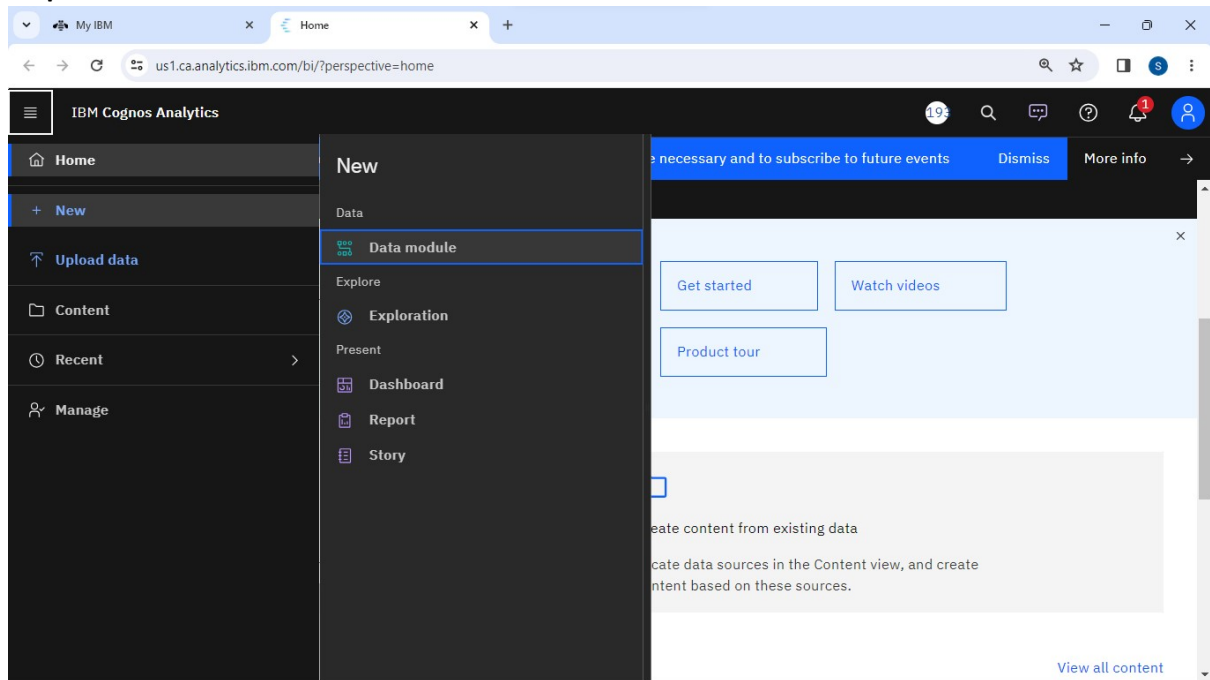 My IBM
Home
us1.ca.analytics.ibm.com/bi/?perspective=home
S
IBM Cognos Analytics
193
1
Home
New
Upload data
Content
Recent
Manage
New
Data
Data module
Explore
Exploration
Present
Dashboard
Report
Story
necessary and to subscribe to future events Dismiss More info
Get started Watch videos
Product tour
eate content from existing data
cate data sources in the Content view, and create
ntent based on these sources.
View all content